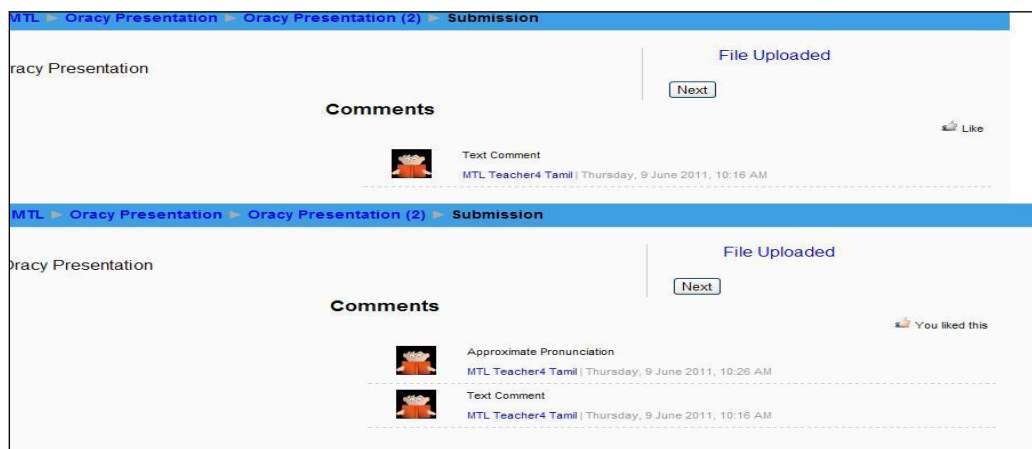 MTL ► Oracy Presentation ► Oracy Presentation (2) ► Submission
File Uploaded
racy Presentation
Next
Comments
Like
Text Comment
MTL Teacher4 Tamil | Thursday, 9 June 2011, 10:16 AM
MTL ► Oracy Presentation ► Oracy Presentation (2) ► Submission
File Uploaded
Oracy Presentation
Next
Comments
You liked this
Approximate Pronunciation
MTL Teacher4 Tamil | Thursday, 9 June 2011, 10:26 AM
Text Comment
MTL Teacher4 Tamil | Thursday, 9 June 2011, 10:16 AM